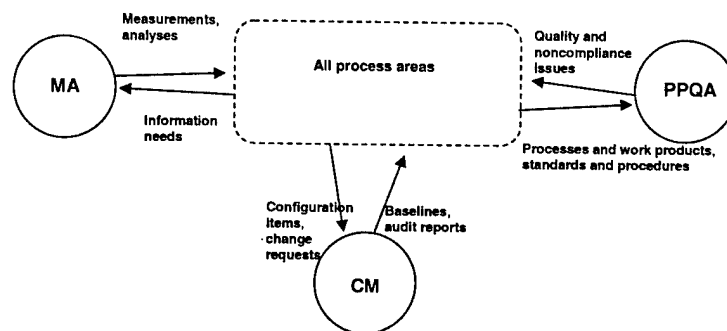 Measurements,
analyses
MA
Information
needs
All process areas
Quality and
noncompliance
issues
PPQA
Processes and work products,
standards and procedures
Configuration
items,
change
requests
Baselines,
audit reports
CM